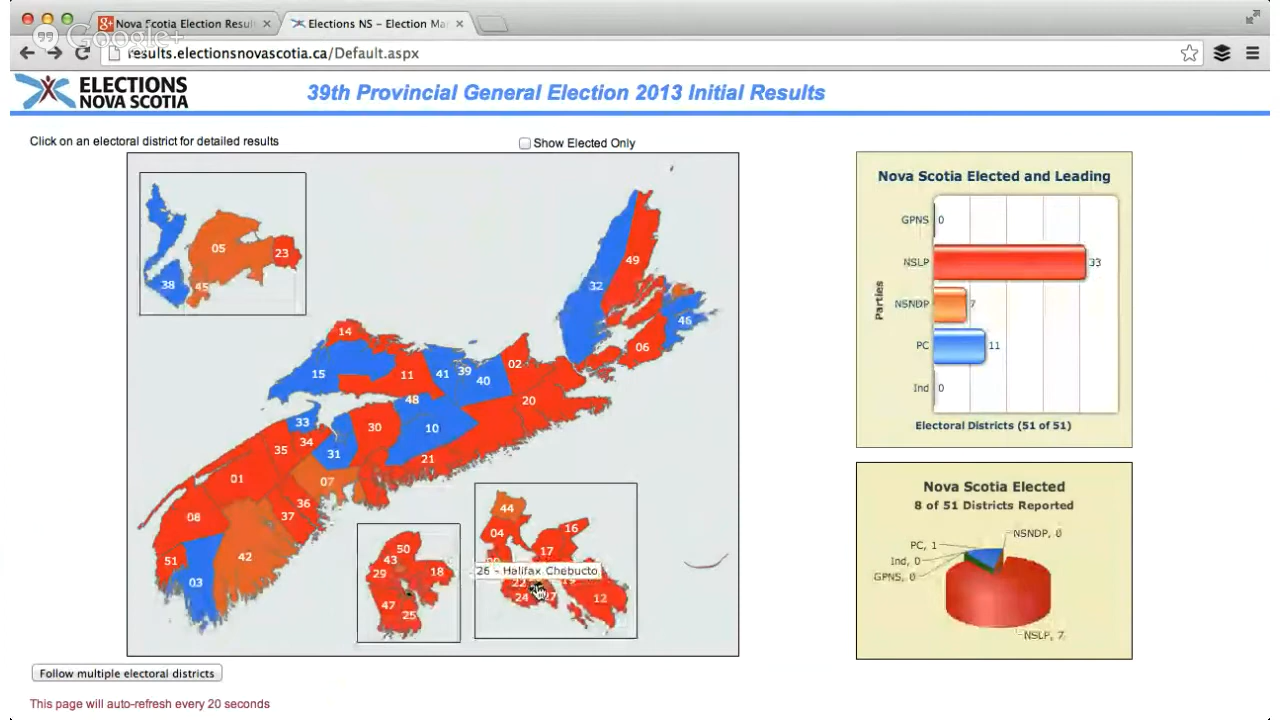 Nova Scotia Election Resul
Elections NS – Election Ma
Google+
results.electionsnovascotia.ca/Default.aspx
ELECTIONS
NOVA SCOTIA
39th Provincial General Election 2013 Initial Results
Click on an electoral district for detailed results
Show Elected Only
05
23
38
45
49
32
46
06
14
15
11
41
39
40
02
48
20
33
30
10
35
34
31
21
01
07
36
08
37
42
51
03
50
43
29
18
47
25
44
16
04
17
26 - Halifax Chebucto
24
27
12
Nova Scotia Elected and Leading
Parties
GPNS 0
NSLP 33
NSNDP 7
PC 11
Ind 0
Electoral Districts (51 of 51)
Nova Scotia Elected
8 of 51 Districts Reported
NSNDP, 0
PC, 1
Ind, 0
GPNS, 0
NSLP, 7
Follow multiple electoral districts
This page will auto-refresh every 20 seconds